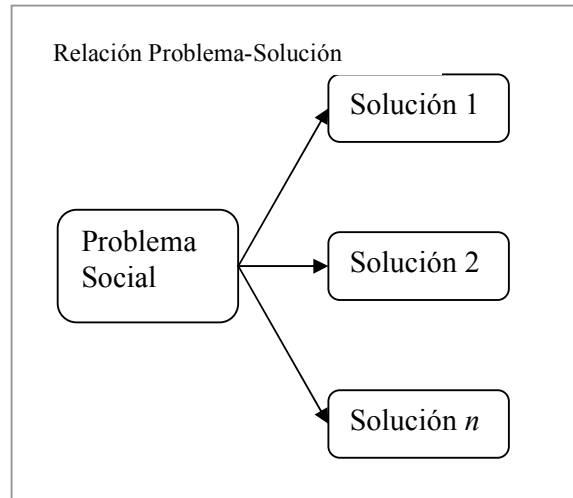 Relación Problema-Solución
Solución 1
Problema
Social
Solución 2
Solución n